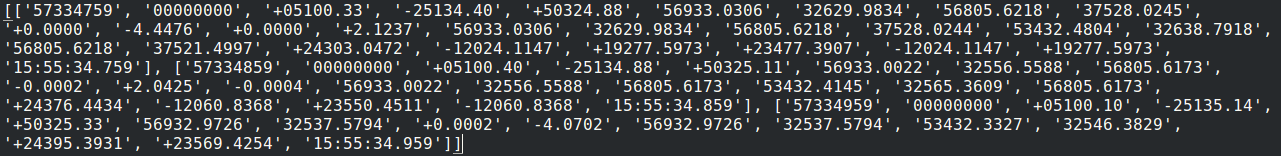 [['57334759', '00000000', '+05100.33', '-25134.40', '+50324.88', '56933.0306', '32629.9834', '56805.6218', '37528.0245',
'+0.0000', '-4.4476', '+0.0000', '+2.1237', '56933.0306', '32629.9834', '56805.6218', '37528.0244', '53432.4804', '32638.7918',
'56805.6218', '37521.4997', '+24303.0472', '-12024.1147', '+19277.5973', '+23477.3907', '-12024.1147', '+19277.5973',
'15:55:34.759'], ['57334859', '00000000', '+05100.40', '-25134.88', '+50325.11', '56933.0022', '32556.5588', '56805.6173',
'-0.0002', '+2.0425', '-0.0004', '56933.0022', '32556.5588', '56805.6173', '53432.4145', '32565.3609', '56805.6173',
'+24376.4434', '-12060.8368', '+23550.4511', '-12060.8368', '15:55:34.859'], ['57334959', '00000000', '+05100.10', '-25135.14',
'+50325.33', '56932.9726', '32537.5794', '+0.0002', '-4.0702', '56932.9726', '32537.5794', '53432.3327', '32546.3829',
'+24395.3931', '+23569.4254', '15:55:34.959']]